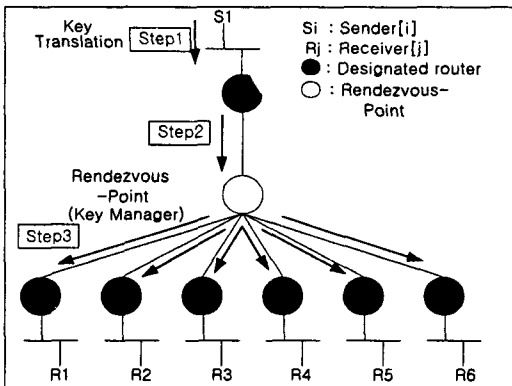 S1
Key
Translation
Step1
Si : Sender[i]
Rj : Receiver[j]
: Designated router
: Rendezvous-
Point
Step2
Rendezvous
-Point
(Key Manager)
Step3
R1 R2 R3 R4 R5 R6